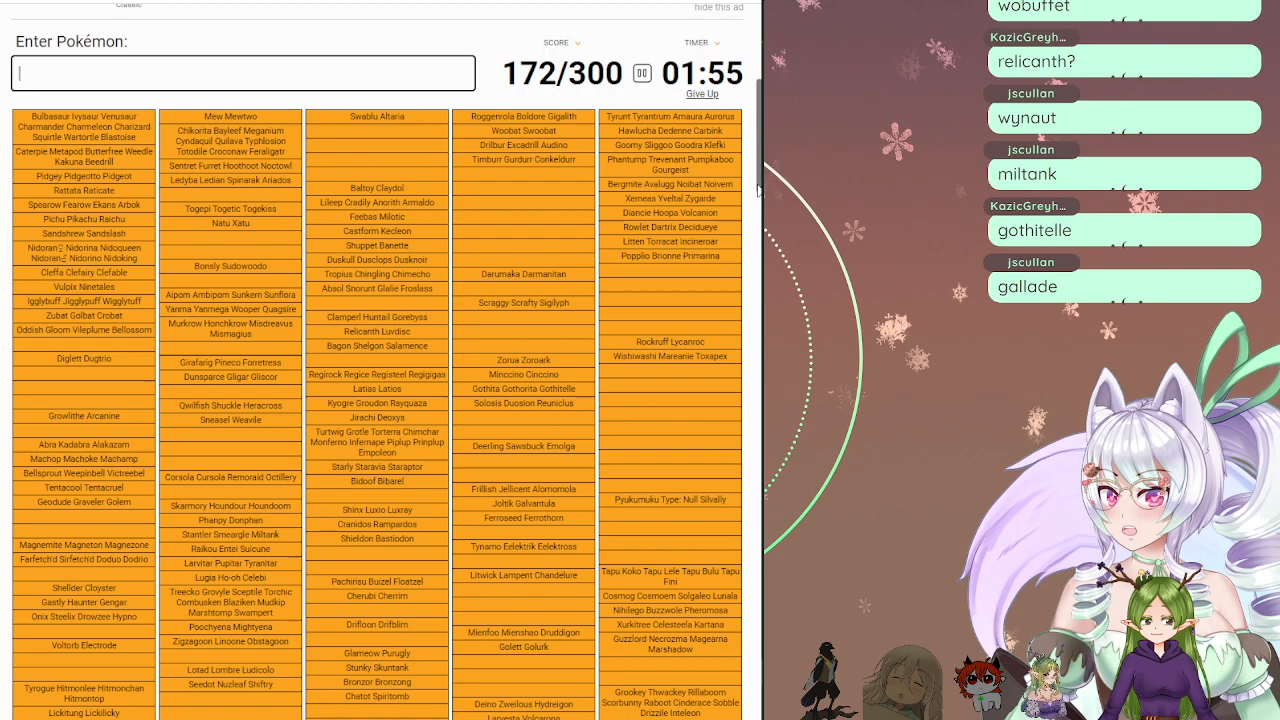 Classic
hide this ad
Enter Pokémon:
SCORE
TIMER
172/300
01:55
Give Up
Bulbasaur Ivysaur Venusaur
Charmander Charmeleon Charizard
Squirtle Wartortle Blastoise
Caterpie Metapod Butterfree Weedle
Kakuna Beedrill
Pidgey Pidgeotto Pidgeot
Rattata Raticate
Spearow Fearow Ekans Arbok
Pichu Pikachu Raichu
Sandshrew Sandslash
Nidoran♀ Nidorina Nidoqueen
Nidoran♂ Nidorino Nidoking
Cleffa Clefairy Clefable
Vulpix Ninetales
Igglybuff Jigglypuff Wigglytuff
Zubat Golbat Crobat
Oddish Gloom Vileplume Bellossom
Diglett Dugtrio
Growlithe Arcanine
Abra Kadabra Alakazam
Machop Machoke Machamp
Bellsprout Weepinbell Victreebel
Tentacool Tentacruel
Geodude Graveler Golem
Magnemite Magneton Magnezone
Farfetch'd Sirfetch'd Doduo Dodrio
Shellder Cloyster
Gastly Haunter Gengar
Onix Steelix Drowzee Hypno
Voltorb Electrode
Tyrogue Hitmonlee Hitmonchan
Hitmontop
Lickitung Lickilicky
Mew Mewtwo
Chikorita Bayleef Meganium
Cyndaquil Quilava Typhlosion
Totodile Croconaw Feraligatr
Sentret Furret Hoothoot Noctowl
Ledyba Ledian Spinarak Ariados
Togepi Togetic Togekiss
Natu Xatu
Bonsly Sudowoodo
Aipom Ambipom Sunkern Sunflora
Yanma Yanmega Wooper Quagsire
Murkrow Honchkrow Misdreavus
Mismagius
Girafarig Pineco Forretress
Dunsparce Gligar Gliscor
Qwilfish Shuckle Heracross
Sneasel Weavile
Corsola Cursola Remoraid Octillery
Skarmory Houndour Houndoom
Phanpy Donphan
Stantler Smeargle Miltank
Raikou Entei Suicune
Larvitar Pupitar Tyranitar
Lugia Ho-oh Celebi
Treecko Grovyle Sceptile Torchic
Combusken Blaziken Mudkip
Marshtomp Swampert
Poochyena Mightyena
Zigzagoon Linoone Obstagoon
Lotad Lombre Ludicolo
Seedot Nuzleaf Shiftry
Swablu Altaria
Baltoy Claydol
Lileep Cradily Anorith Armaldo
Feebas Milotic
Castform Kecleon
Shuppet Banette
Duskull Dusclops Dusknoir
Tropius Chingling Chimecho
Absol Snorunt Glalie Froslass
Clamperl Huntail Gorebyss
Relicanth Luvdisc
Bagon Shelgon Salamence
Regirock Regice Registeel Regigigas
Latias Latios
Kyogre Groudon Rayquaza
Jirachi Deoxys
Turtwig Grotle Torterra Chimchar
Monferno Infernape Piplup Prinplup
Empoleon
Starly Staravia Staraptor
Bidoof Bibarel
Shinx Luxio Luxray
Cranidos Rampardos
Shieldon Bastiodon
Pachirisu Buizel Floatzel
Cherubi Cherrim
Drifloon Drifblim
Glameow Purugly
Stunky Skuntank
Bronzor Bronzong
Chatot Spiritomb
Roggenrola Boldore Gigalith
Woobat Swoobat
Drilbur Excadrill Audino
Timburr Gurdurr Conkeldurr
Darumaka Darmanitan
Scraggy Scrafty Sigilyph
Zorua Zoroark
Minccino Cinccino
Gothita Gothorita Gothitelle
Solosis Duosion Reuniclus
Deerling Sawsbuck Emolga
Frillish Jellicent Alomomola
Joltik Galvantula
Ferroseed Ferrothorn
Tynamo Eelektrik Eelektross
Litwick Lampent Chandelure
Mienfoo Mienshao Druddigon
Golett Golurk
Deino Zweilous Hydreigon
Larvesta Volcarona
Tyrunt Tyrantrum Amaura Aurorus
Hawlucha Dedenne Carbink
Goomy Sliggoo Goodra Klefki
Phantump Trevenant Pumpkaboo
Gourgeist
Bergmite Avalugg Noibat Noivern
Xerneas Yveltal Zygarde
Diancie Hoopa Volcanion
Rowlet Dartrix Decidueye
Litten Torracat Incineroar
Popplio Brionne Primarina
Rockruff Lycanroc
Wishiwashi Mareanie Toxapex
Pyukumuku Type: Null Silvally
Tapu Koko Tapu Lele Tapu Bulu Tapu
Fini
Cosmog Cosmoem Solgaleo Lunala
Nihilego Buzzwole Pheromosa
Xurkitree Celesteela Kartana
Guzzlord Necrozma Magearna
Marshadow
Grookey Thwackey Rillaboom
Scorbunny Raboot Cinderace Sobble
Drizzile Inteleon
wobuffet
KazicGreyh...
relicanth?
jscullan
wynaut
jscullan
miltank
KazicGreyh...
gothitelle
jscullan
gallade